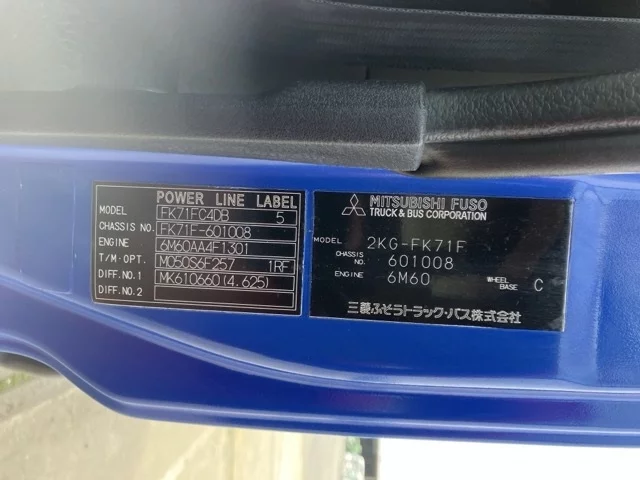 POWER LINE LABEL
MODEL FK71FC4DB 5
CHASSIS NO. FK71F-601008
ENGINE 6M60AA4F1301
T/M・OPT. M050S6F257 1RF
DIFF.NO.1 MK610660(4.625)
DIFF.NO.2
MITSUBISHI FUSO
TRUCK & BUS CORPORATION
MODEL 2KG-FK71F
CHASSIS NO. 601008
ENGINE 6M60 WHEEL BASE C
三菱ふそうトラック・バス株式会社